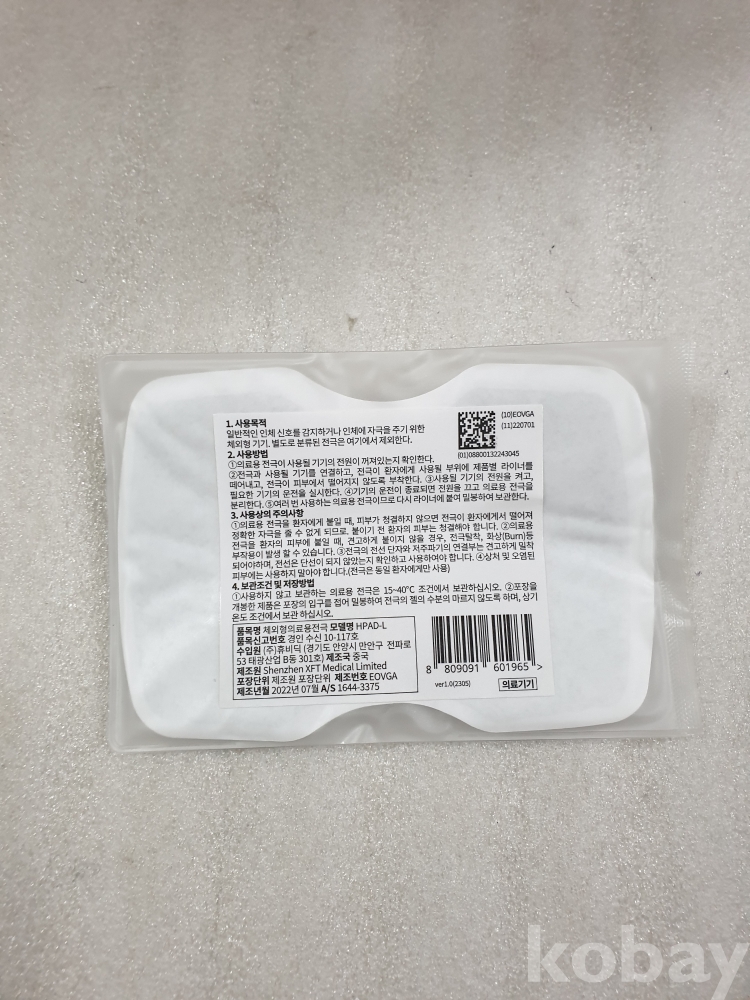 1. 사용목적
일반적인 인체 신호를 감지하거나 인체에 자극을 주기 위한
체외형 기기. 별도로 분류된 전극은 여기에서 제외한다.
(10)EOVGA
(11)220701
(01)08800132243045
2. 사용방법
①의료용 전극이 사용될 기기의 전원이 꺼져있는지 확인한다.
②전극과 사용될 기기를 연결하고, 전극이 환자에게 사용될 부위에 제품별 라이너를
떼어내고, 전극이 피부에서 떨어지지 않도록 부착한다. ③사용될 기기의 전원을 켜고,
필요한 기기의 운전을 실시한다. ④기기의 운전이 종료되면 전원을 끄고 의료용 전극을
분리한다. ⑤여러 번 사용하는 의료용 전극이므로 다시 라이너에 붙여 밀봉하여 보관한다.
3. 사용상의 주의사항
①의료용 전극을 환자에게 붙일 때, 피부가 청결하지 않으면 전극이 환자에게서 떨어져
정확한 자극을 줄 수 없게 되므로. 붙이기 전 환자의 피부는 청결해야 합니다. ②의료용
전극을 환자의 피부에 붙일 때, 견고하게 붙이지 않을 경우, 전극탈착, 화상(Burn)등
부작용이 발생 할 수 있습니다. ③전극의 전선 단자와 저주파기의 연결부는 견고하게 밀착
되어야하며, 전선은 단선이 되지 않았는지 확인하고 사용하여야 합니다. ④상처 및 오염된
피부에는 사용하지 말아야 합니다.(전극은 동일 환자에게만 사용)
4. 보관조건 및 저장방법
①사용하지 않고 보관하는 의료용 전극은 15~40℃ 조건에서 보관하십시오. ②포장을
개봉한 제품은 포장의 입구를 접어 밀봉하여 전극의 젤의 수분의 마르지 않도록 하며, 상기
온도 조건에서 보관 하십시오.
품목명 체외형의료용전극 모델명 HPAD-L
품목신고번호 경인 수신 10-117호
수입원 (주)휴비딕 (경기도 안양시 만안구 전파로
53 태광산업 B동 301호) 제조국 중국
제조원 Shenzhen XFT Medical Limited
포장단위 제조원 포장단위 제조번호 EOVGA
제조년월 2022년 07월 A/S 1644-3375
8 809091 601965 >
ver1.0(2305)
의료기기
kobay